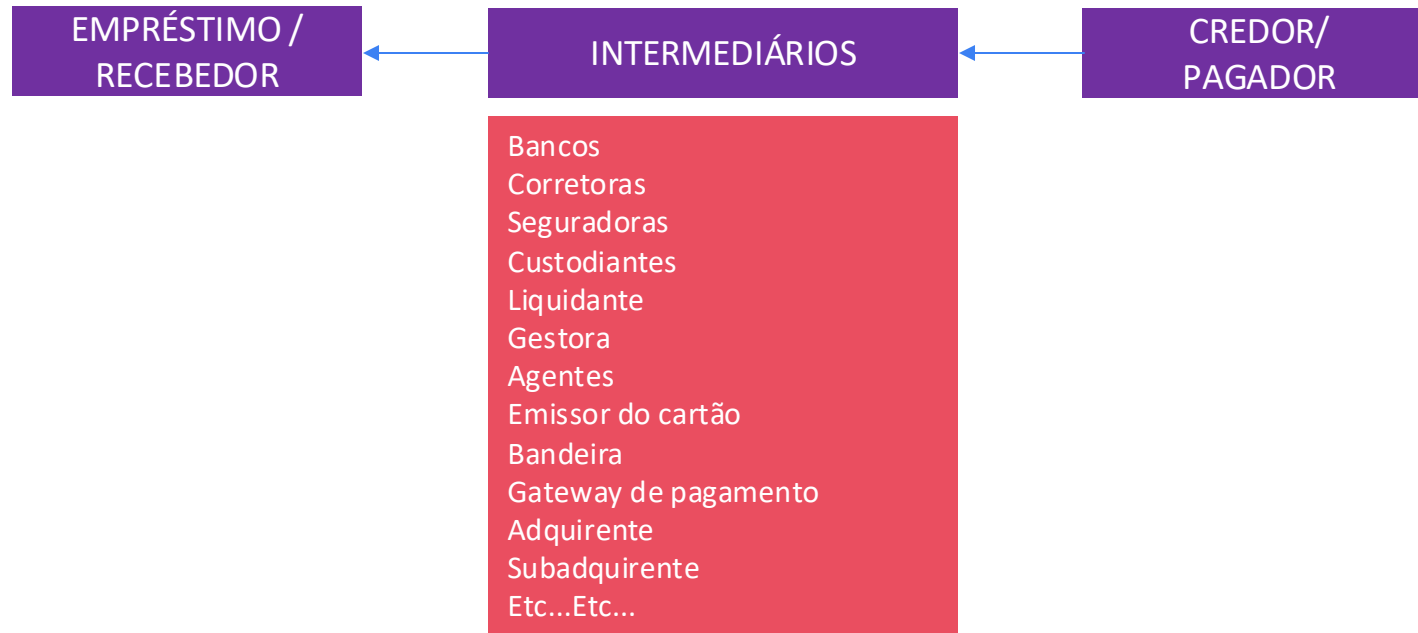 EMPRÉSTIMO /
RECEBEDOR
INTERMEDIÁRIOS
CREDOR/
PAGADOR
Bancos
Corretoras
Seguradoras
Custodiantes
Liquidante
Gestora
Agentes
Emissor do cartão
Bandeira
Gateway de pagamento
Adquirente
Subadquirente
Etc...Etc...